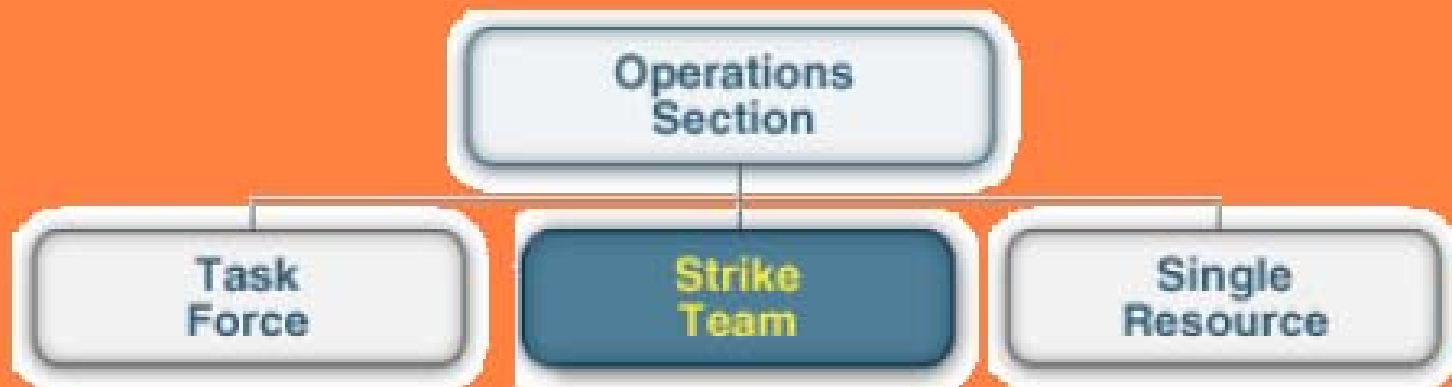 Operations
Section
Task
Force
Strike
Team
Single
Resource